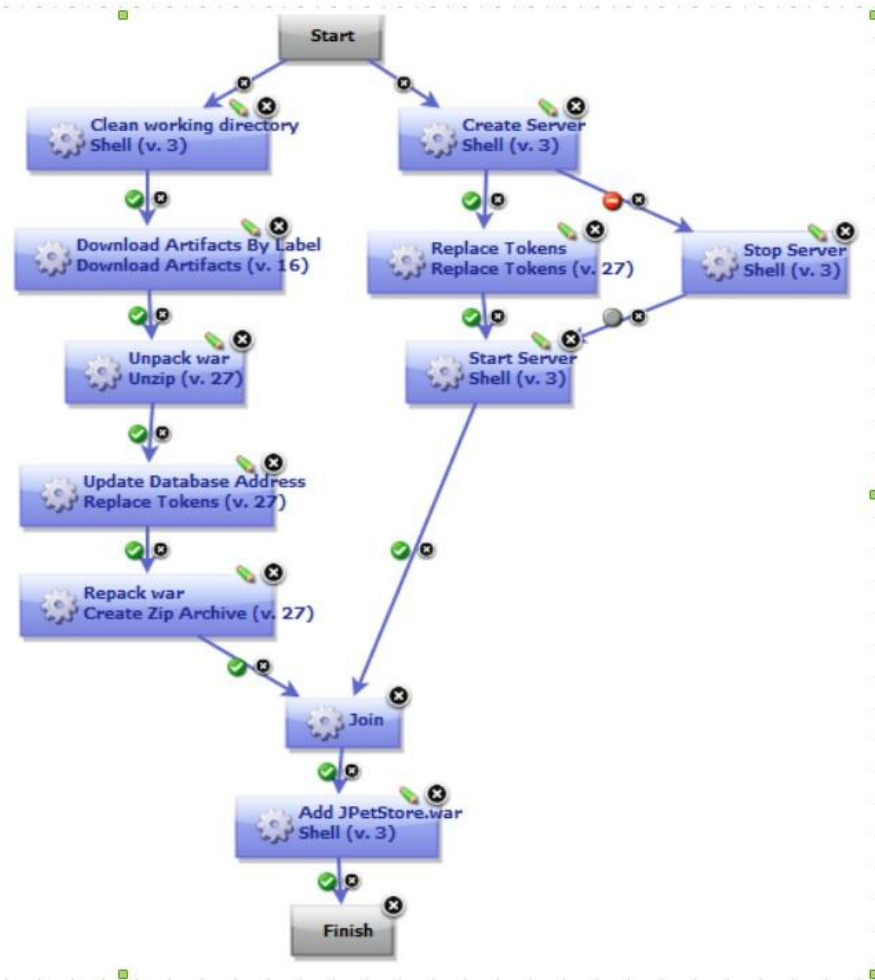 Start
Clean working directory
Shell (v. 3)
Create Server
Shell (v. 3)
Download Artifacts By Label
Download Artifacts (v. 16)
Replace Tokens
Replace Tokens (v. 27)
Stop Server
Shell (v. 3)
Unpack war
Unzip (v. 27)
Start Server
Shell (v. 3)
Update Database Address
Replace Tokens (v. 27)
Repack war
Create Zip Archive (v. 27)
Join
Add JPetStore.war
Shell (v. 3)
Finish